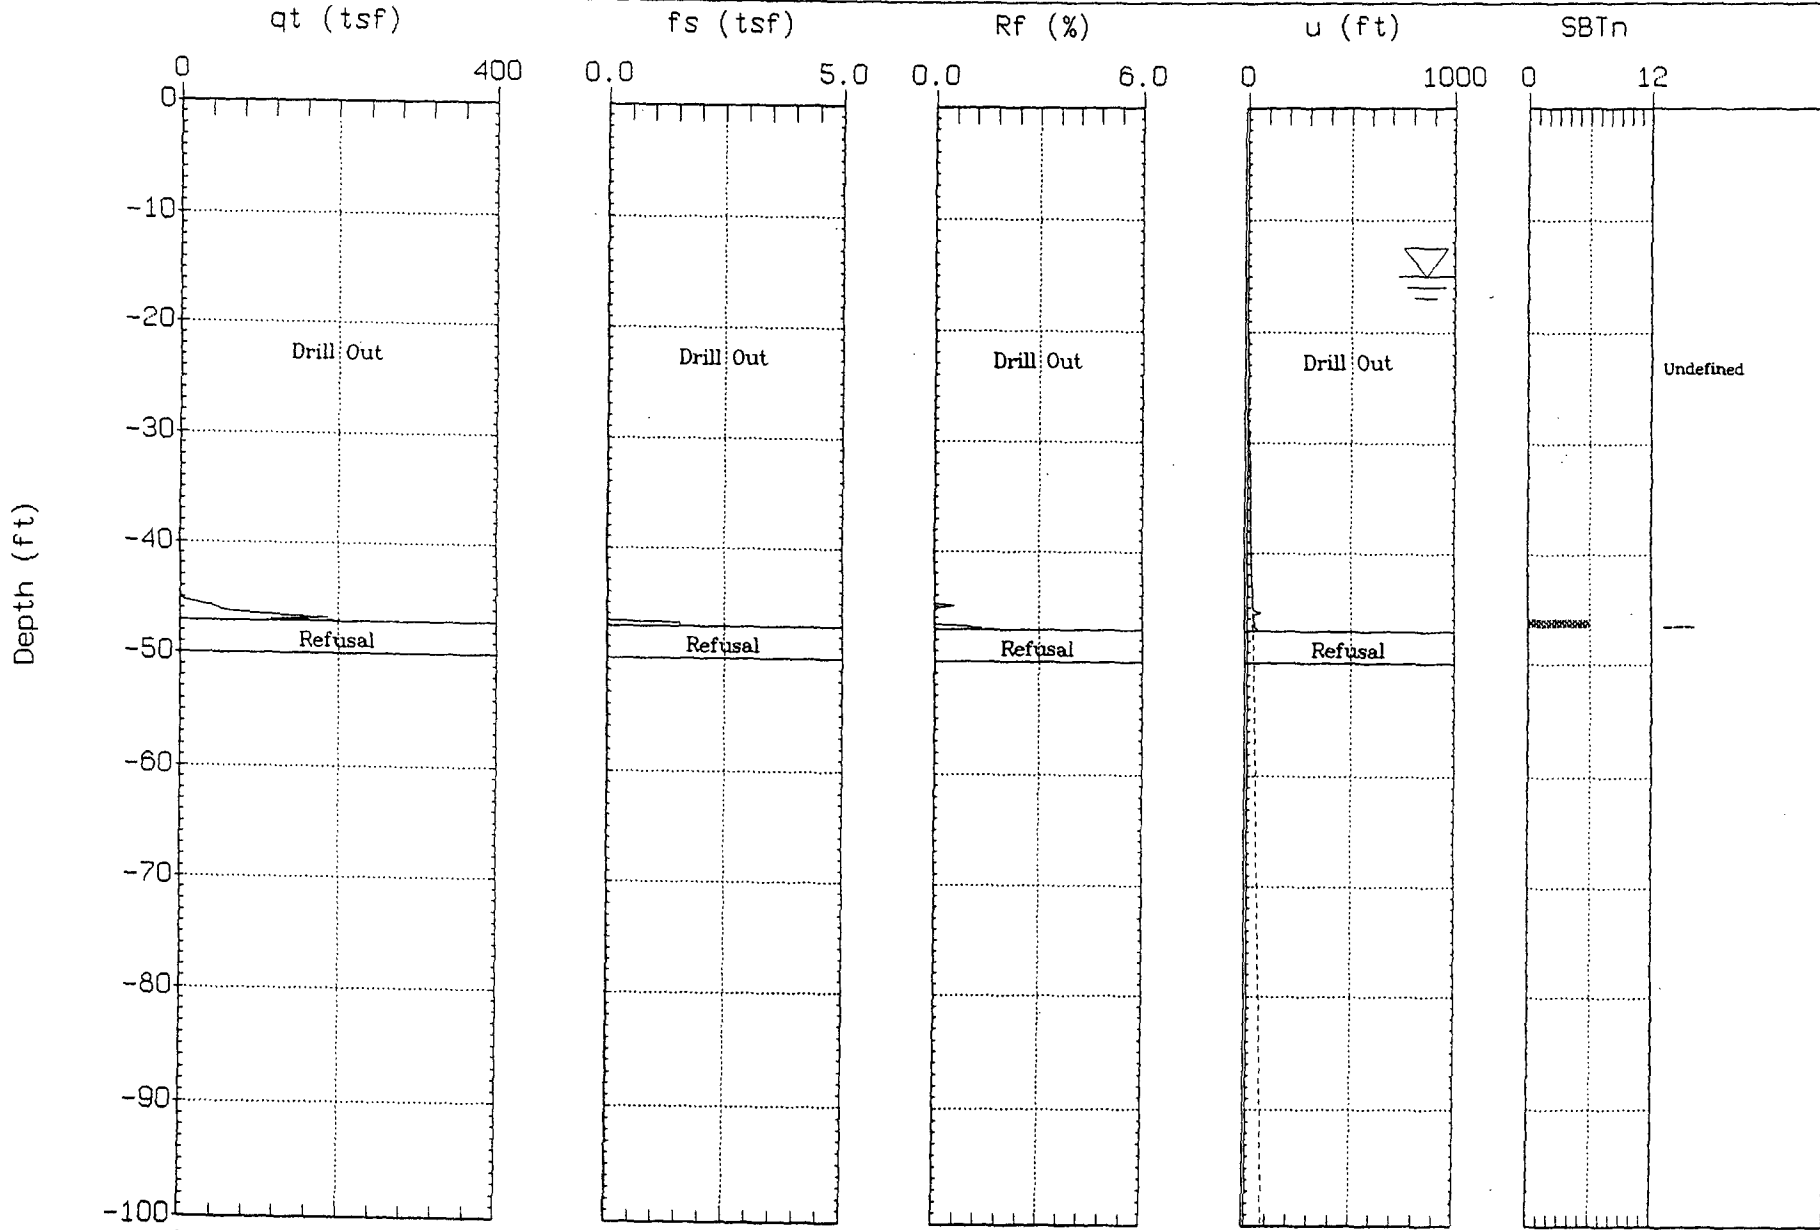 qt (tsf) fs (tsf) Rf (%) u (ft) SBTn
0 400 0.0 5.0 0.0 6.0 0 1000 0 12
0
-10
-20
Drill Out Drill Out Drill Out Drill Out Undefined
-30
-40
Depth (ft)
Refusal Refusal Refusal Refusal
-50
-60
-70
-80
-90
-100